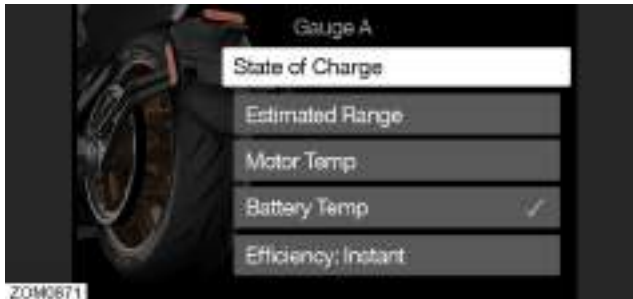 Gauge A
State of Charge
Estimated Range
Motor Temp
Battery Temp ✓
Efficiency; Instant
ZOM0871